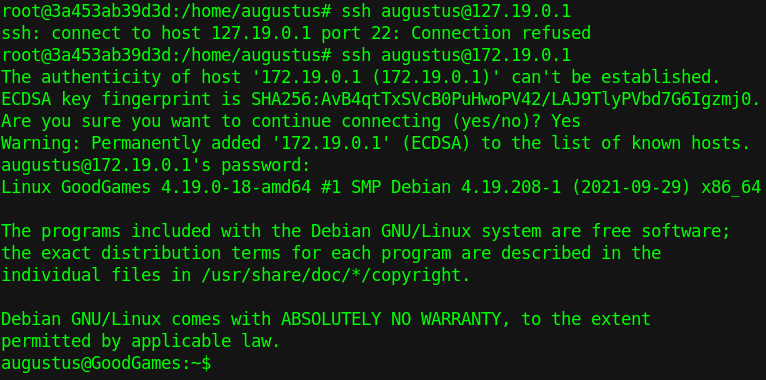 root@3a453ab39d3d:/home/augustus# ssh augustus@127.19.0.1
ssh: connect to host 127.19.0.1 port 22: Connection refused
root@3a453ab39d3d:/home/augustus# ssh augustus@172.19.0.1
The authenticity of host '172.19.0.1 (172.19.0.1)' can't be established.
ECDSA key fingerprint is SHA256:AvB4qtTxSVcB0PuHwoPV42/LAJ9TlyPVbd7G6Igzmj0.
Are you sure you want to continue connecting (yes/no)? Yes
Warning: Permanently added '172.19.0.1' (ECDSA) to the list of known hosts.
augustus@172.19.0.1's password:
Linux GoodGames 4.19.0-18-amd64 #1 SMP Debian 4.19.208-1 (2021-09-29) x86_64
The programs included with the Debian GNU/Linux system are free software;
the exact distribution terms for each program are described in the
individual files in /usr/share/doc/*/copyright.
Debian GNU/Linux comes with ABSOLUTELY NO WARRANTY, to the extent
permitted by applicable law.
augustus@GoodGames:~$